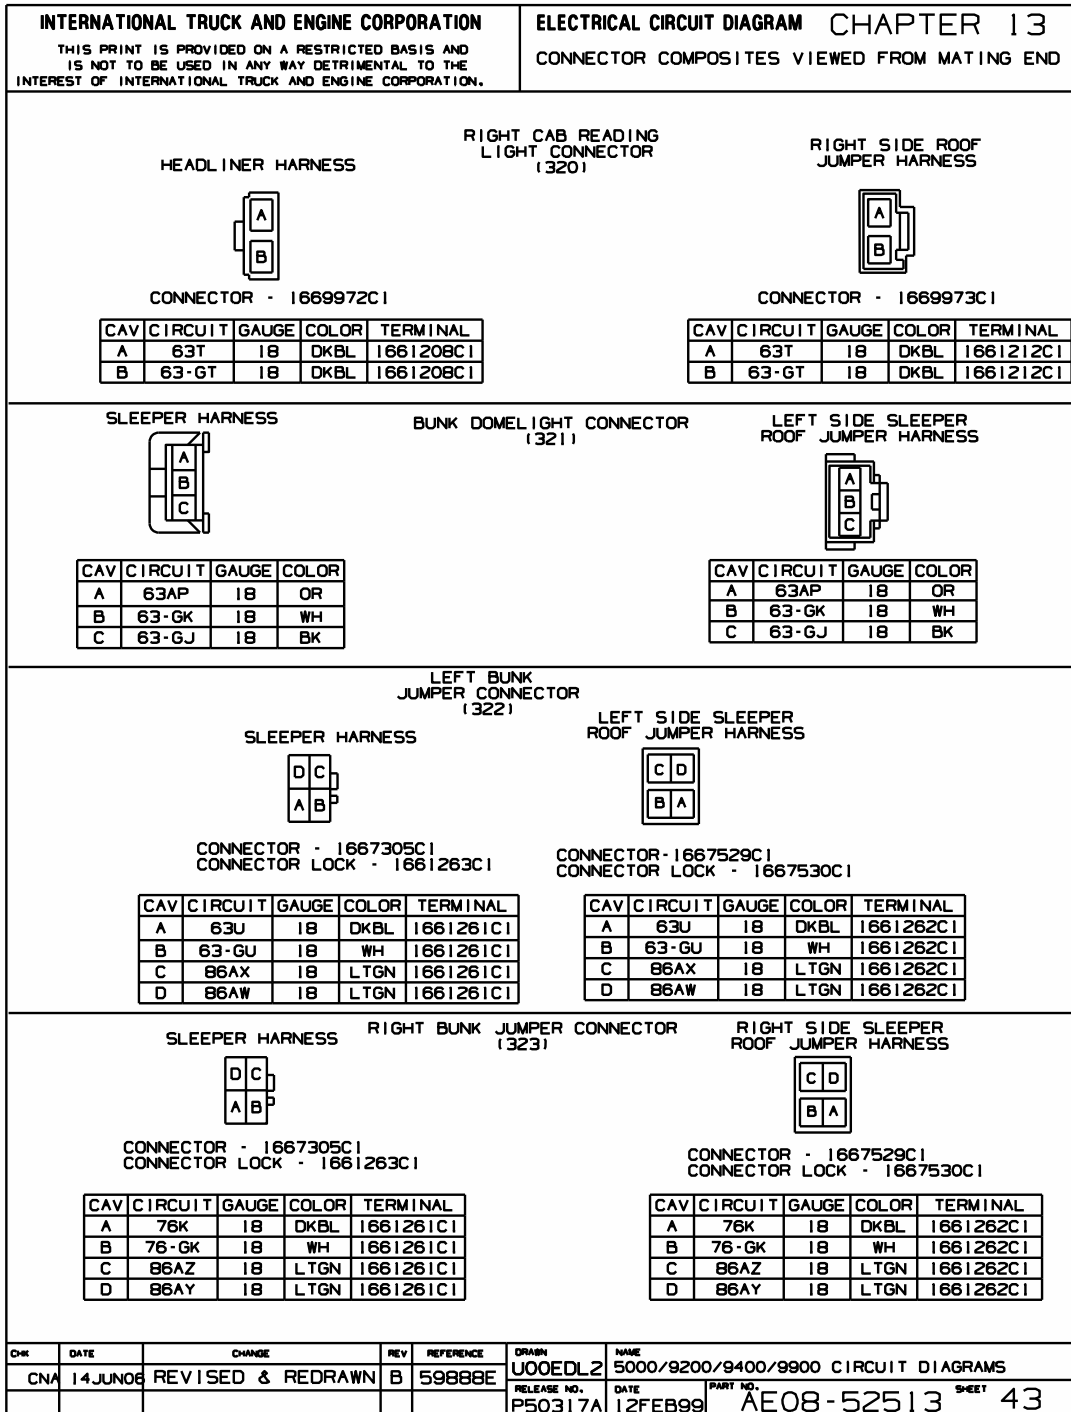 INTERNATIONAL TRUCK AND ENGINE CORPORATION
THIS PRINT IS PROVIDED ON A RESTRICTED BASIS AND
IS NOT TO BE USED IN ANY WAY DETRIMENTAL TO THE
INTEREST OF INTERNATIONAL TRUCK AND ENGINE CORPORATION.
ELECTRICAL CIRCUIT DIAGRAM CHAPTER 13
CONNECTOR COMPOSITES VIEWED FROM MATING END
RIGHT CAB READING
LIGHT CONNECTOR
(320)
HEADLINER HARNESS
A
B
CONNECTOR - 1669972C1
CAV CIRCUIT GAUGE COLOR TERMINAL
A 63T 18 DKBL 1661208C1
B 63-GT 18 DKBL 1661208C1
RIGHT SIDE ROOF
JUMPER HARNESS
A
B
CONNECTOR - 1669973C1
CAV CIRCUIT GAUGE COLOR TERMINAL
A 63T 18 DKBL 1661212C1
B 63-GT 18 DKBL 1661212C1
BUNK DOMELIGHT CONNECTOR
(321)
SLEEPER HARNESS
A
B
C
CAV CIRCUIT GAUGE COLOR
A 63AP 18 OR
B 63-GK 18 WH
C 63-GJ 18 BK
LEFT SIDE SLEEPER
ROOF JUMPER HARNESS
A
B
C
CAV CIRCUIT GAUGE COLOR
A 63AP 18 OR
B 63-GK 18 WH
C 63-GJ 18 BK
LEFT BUNK
JUMPER CONNECTOR
(322)
SLEEPER HARNESS
D C
A B
CONNECTOR - 1667305C1
CONNECTOR LOCK - 1661263C1
CAV CIRCUIT GAUGE COLOR TERMINAL
A 63U 18 DKBL 1661261C1
B 63-GU 18 WH 1661261C1
C 86AX 18 LTGN 1661261C1
D 86AW 18 LTGN 1661261C1
LEFT SIDE SLEEPER
ROOF JUMPER HARNESS
C D
B A
CONNECTOR-1667529C1
CONNECTOR LOCK - 1667530C1
CAV CIRCUIT GAUGE COLOR TERMINAL
A 63U 18 DKBL 1661262C1
B 63-GU 18 WH 1661262C1
C 86AX 18 LTGN 1661262C1
D 86AW 18 LTGN 1661262C1
RIGHT BUNK JUMPER CONNECTOR
(323)
SLEEPER HARNESS
D C
A B
CONNECTOR - 1667305C1
CONNECTOR LOCK - 1661263C1
CAV CIRCUIT GAUGE COLOR TERMINAL
A 76K 18 DKBL 1661261C1
B 76-GK 18 WH 1661261C1
C 86AZ 18 LTGN 1661261C1
D 86AY 18 LTGN 1661261C1
RIGHT SIDE SLEEPER
ROOF JUMPER HARNESS
C D
B A
CONNECTOR - 1667529C1
CONNECTOR LOCK - 1667530C1
CAV CIRCUIT GAUGE COLOR TERMINAL
A 76K 18 DKBL 1661262C1
B 76-GK 18 WH 1661262C1
C 86AZ 18 LTGN 1661262C1
D 86AY 18 LTGN 1661262C1
CHK DATE CHANGE REV REFERENCE
CNA 14JUN06 REVISED & REDRAWN B 59888E
DRAWN
U00EDL2
NAME
5000/9200/9400/9900 CIRCUIT DIAGRAMS
RELEASE NO.
P50317A
DATE
12FEB99
PART NO.
AE08-52513
SHEET 43